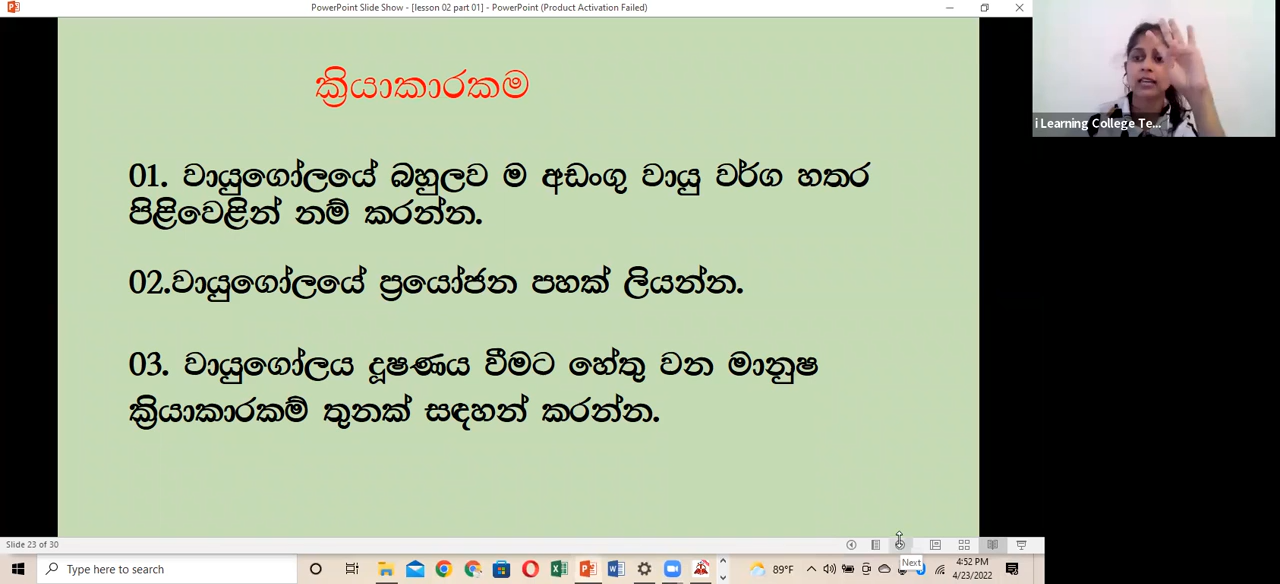 PowerPoint Slide Show - [lesson 02 part 01] - PowerPoint (Product Activation Failed)
i Learning College Te...
ක්‍රියාකාරකම
01. වායුගෝලයේ බහුලව ම අඩංගු වායු වර්ග හතර
පිළිවෙළින් නම් කරන්න.
02.වායුගෝලයේ ප්‍රයෝජන පහක් ලියන්න.
03. වායුගෝලය දූෂණය වීමට හේතු වන මානුෂ
ක්‍රියාකාරකම් තුනක් සඳහන් කරන්න.
Slide 23 of 30
Next
Type here to search
89°F
4:52 PM
4/23/2022